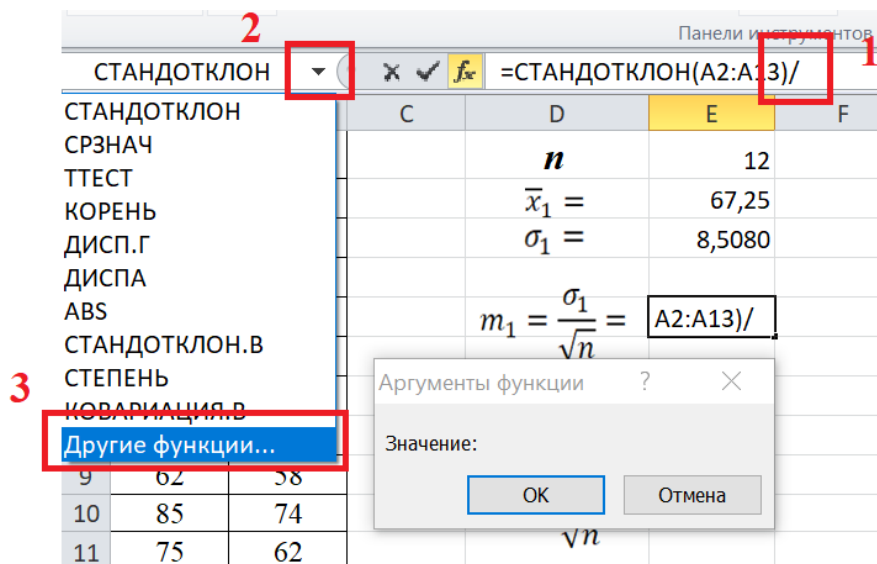 2
Панели инструментов
1
СТАНДОТКЛОН
fx =СТАНДОТКЛОН(A2:A13)/
СТАНДОТКЛОН
СРЗНАЧ
ТТЕСТ
КОРЕНЬ
ДИСП.Г
ДИСПА
ABS
СТАНДОТКЛОН.В
СТЕПЕНЬ
КОВАРИАЦИЯ.В
Другие функции...
3
C D E F
n 12
x̅₁ = 67,25
σ₁ = 8,5080
m₁ = σ₁/√n = A2:A13)/
Аргументы функции ?
Значение:
OK Отмена
√n
9 62 58
10 85 74
11 75 62